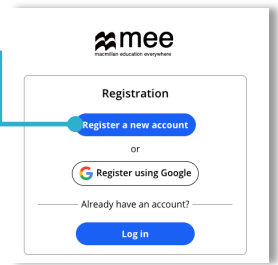 mee
macmillan education everywhere
Registration
Register a new account
or
Register using Google
Already have an account?
Log in